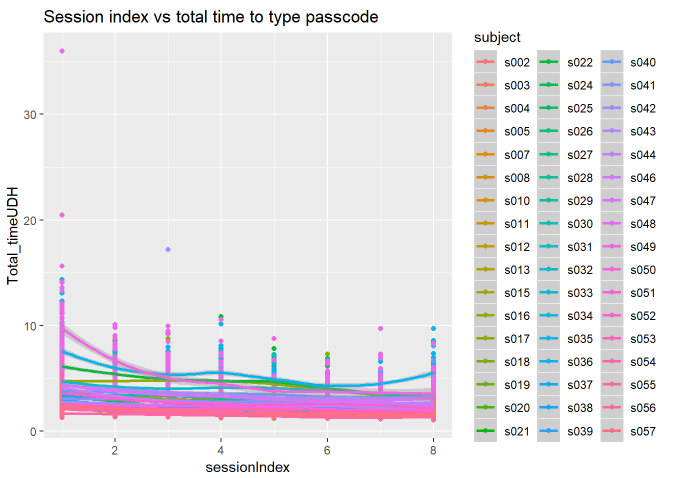 Session index vs total time to type passcode
Total_timeUDH
30
20
10
0
2 4 6 8
sessionIndex
subject
s002 s022 s040
s003 s024 s041
s004 s025 s042
s005 s026 s043
s007 s027 s044
s008 s028 s046
s010 s029 s047
s011 s030 s048
s012 s031 s049
s013 s032 s050
s015 s033 s051
s016 s034 s052
s017 s035 s053
s018 s036 s054
s019 s037 s055
s020 s038 s056
s021 s039 s057